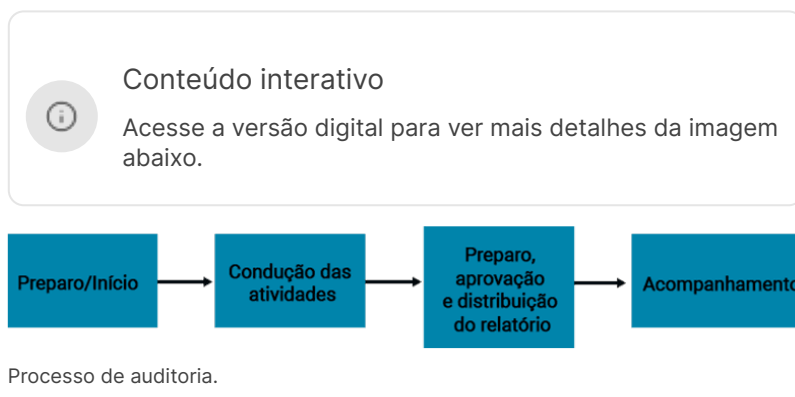 Conteúdo interativo
Acesse a versão digital para ver mais detalhes da imagem
abaixo.
Preparo/Início
Condução das
atividades
Preparo,
aprovação
e distribuição
do relatório
Acompanhamento
Processo de auditoria.